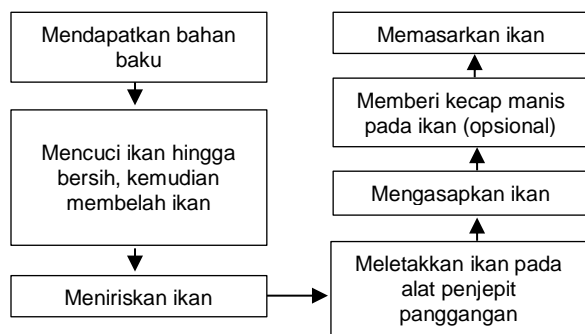 Mendapatkan bahan
baku
Mencuci ikan hingga
bersih, kemudian
membelah ikan
Meniriskan ikan
Meletakkan ikan pada
alat penjepit
panggangan
Mengasapkan ikan
Memberi kecap manis
pada ikan (opsional)
Memasarkan ikan